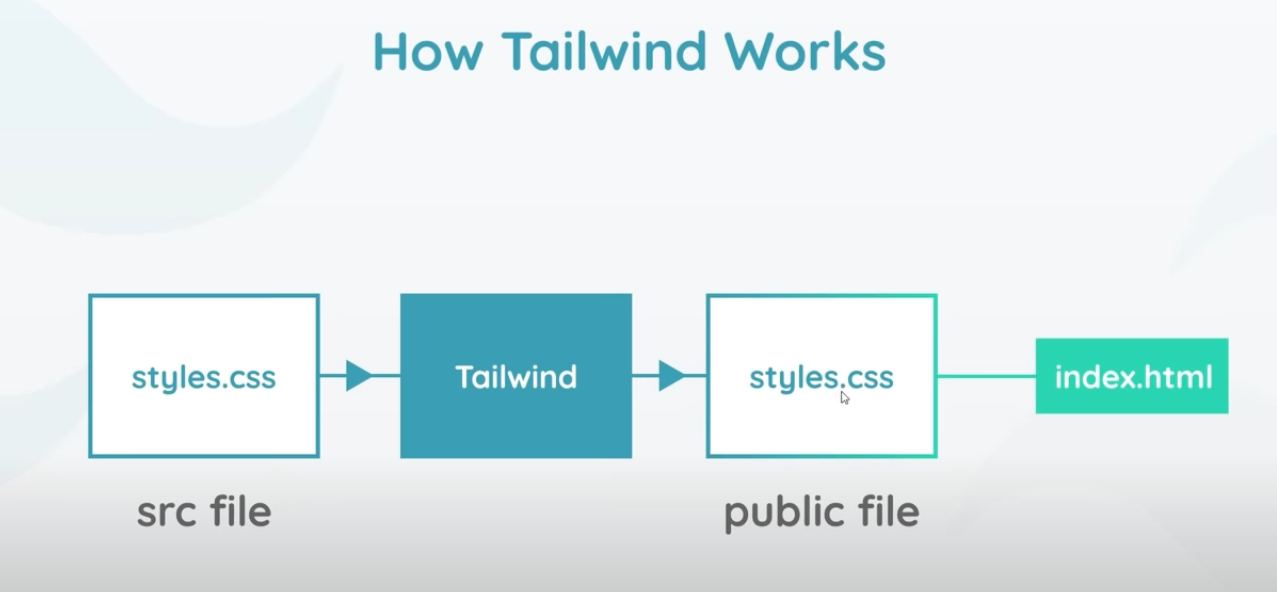 How Tailwind Works
styles.css
Tailwind
styles.css
index.html
src file
public file